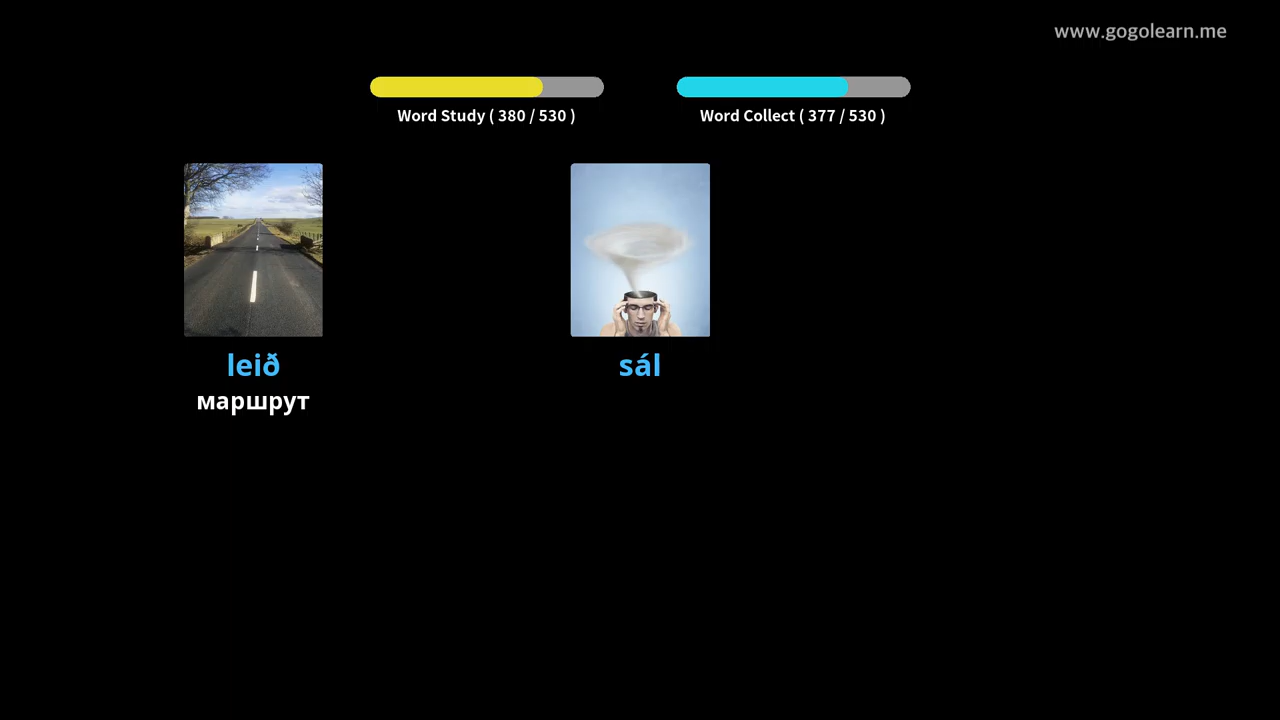 www.gogolearn.me
Word Study ( 380 / 530 )
Word Collect ( 377 / 530 )
leið
маршрут
sál